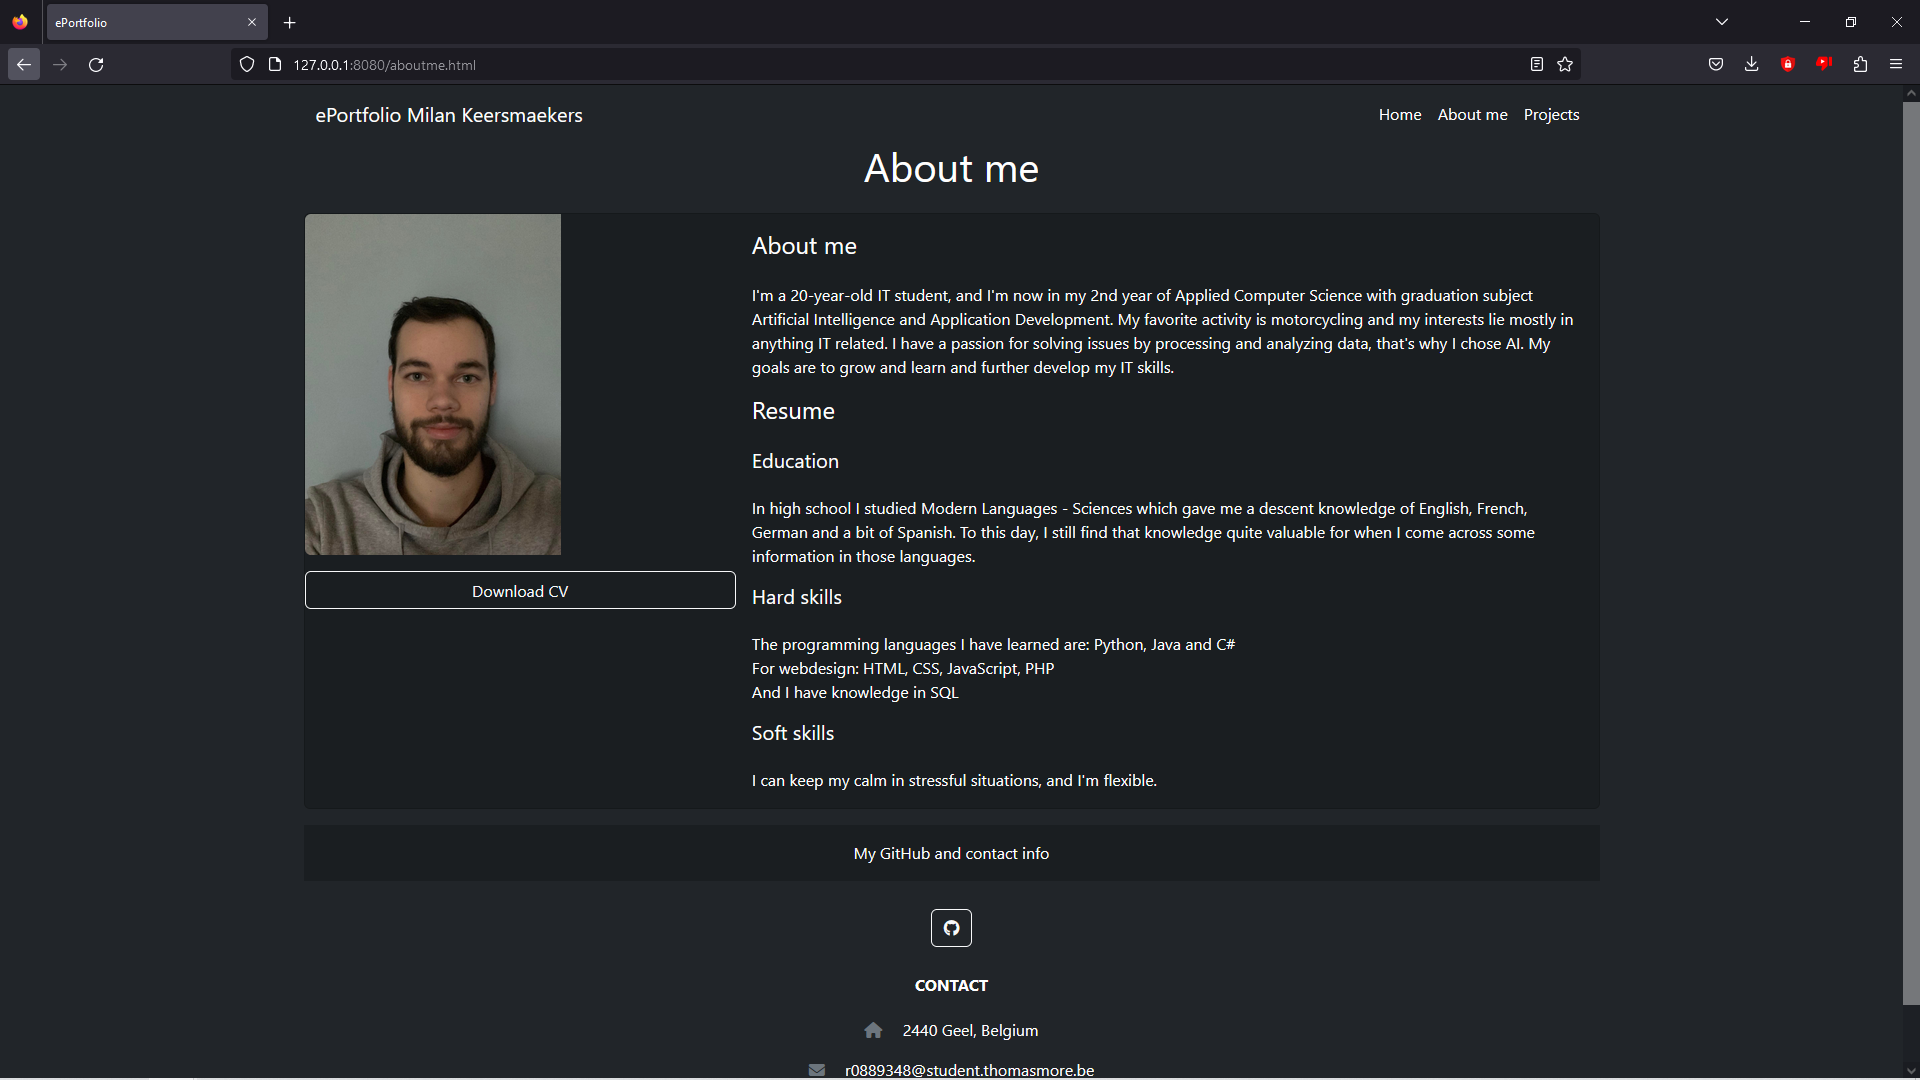 ePortfolio
127.0.0.1:8080/aboutme.html
ePortfolio Milan Keersmaekers
Home About me Projects
About me
About me
I'm a 20-year-old IT student, and I'm now in my 2nd year of Applied Computer Science with graduation subject
Artificial Intelligence and Application Development. My favorite activity is motorcycling and my interests lie mostly in
anything IT related. I have a passion for solving issues by processing and analyzing data, that's why I chose AI. My
goals are to grow and learn and further develop my IT skills.
Resume
Education
In high school I studied Modern Languages - Sciences which gave me a descent knowledge of English, French,
German and a bit of Spanish. To this day, I still find that knowledge quite valuable for when I come across some
information in those languages.
Download CV
Hard skills
The programming languages I have learned are: Python, Java and C#
For webdesign: HTML, CSS, JavaScript, PHP
And I have knowledge in SQL
Soft skills
I can keep my calm in stressful situations, and I'm flexible.
My GitHub and contact info
CONTACT
2440 Geel, Belgium
r0889348@student.thomasmore.be